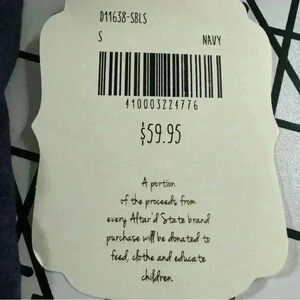 D11638-SBLS
S NAVY
410003224776
$59.95
A portion
of the proceeds from
every Altar'd State brand
purchase will be donated to
feed, clothe and educate
children